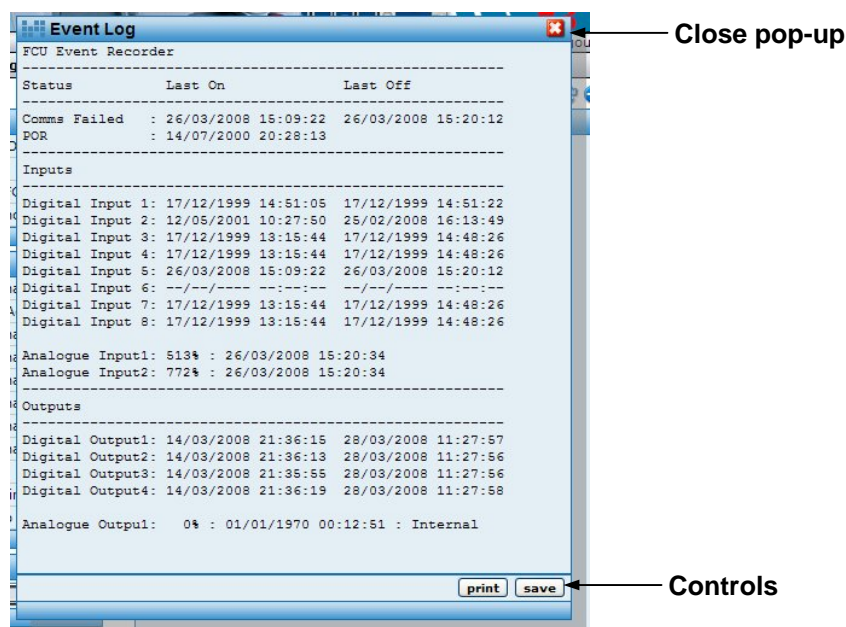 Event Log
Close pop-up
FCU Event Recorder
------------------------------------------------------
Status Last On Last Off
------------------------------------------------------
Comms Failed : 26/03/2008 15:09:22 26/03/2008 15:20:12
POR : 14/07/2000 20:28:13
------------------------------------------------------
Inputs
------------------------------------------------------
Digital Input 1: 17/12/1999 14:51:05 17/12/1999 14:51:22
Digital Input 2: 12/05/2001 10:27:50 25/02/2008 16:13:49
Digital Input 3: 17/12/1999 13:15:44 17/12/1999 14:48:26
Digital Input 4: 17/12/1999 13:15:44 17/12/1999 14:48:26
Digital Input 5: 26/03/2008 15:09:22 26/03/2008 15:20:12
Digital Input 6: --/--/---- --:--:-- --/--/---- --:--:--
Digital Input 7: 17/12/1999 13:15:44 17/12/1999 14:48:26
Digital Input 8: 17/12/1999 13:15:44 17/12/1999 14:48:26
Analogue Input1: 513% : 26/03/2008 15:20:34
Analogue Input2: 772% : 26/03/2008 15:20:34
------------------------------------------------------
Outputs
------------------------------------------------------
Digital Output1: 14/03/2008 21:36:15 28/03/2008 11:27:57
Digital Output2: 14/03/2008 21:36:13 28/03/2008 11:27:56
Digital Output3: 14/03/2008 21:35:55 28/03/2008 11:27:56
Digital Output4: 14/03/2008 21:36:19 28/03/2008 11:27:58
Analogue Outpu1: 0% : 01/01/1970 00:12:51 : Internal
print save
Controls